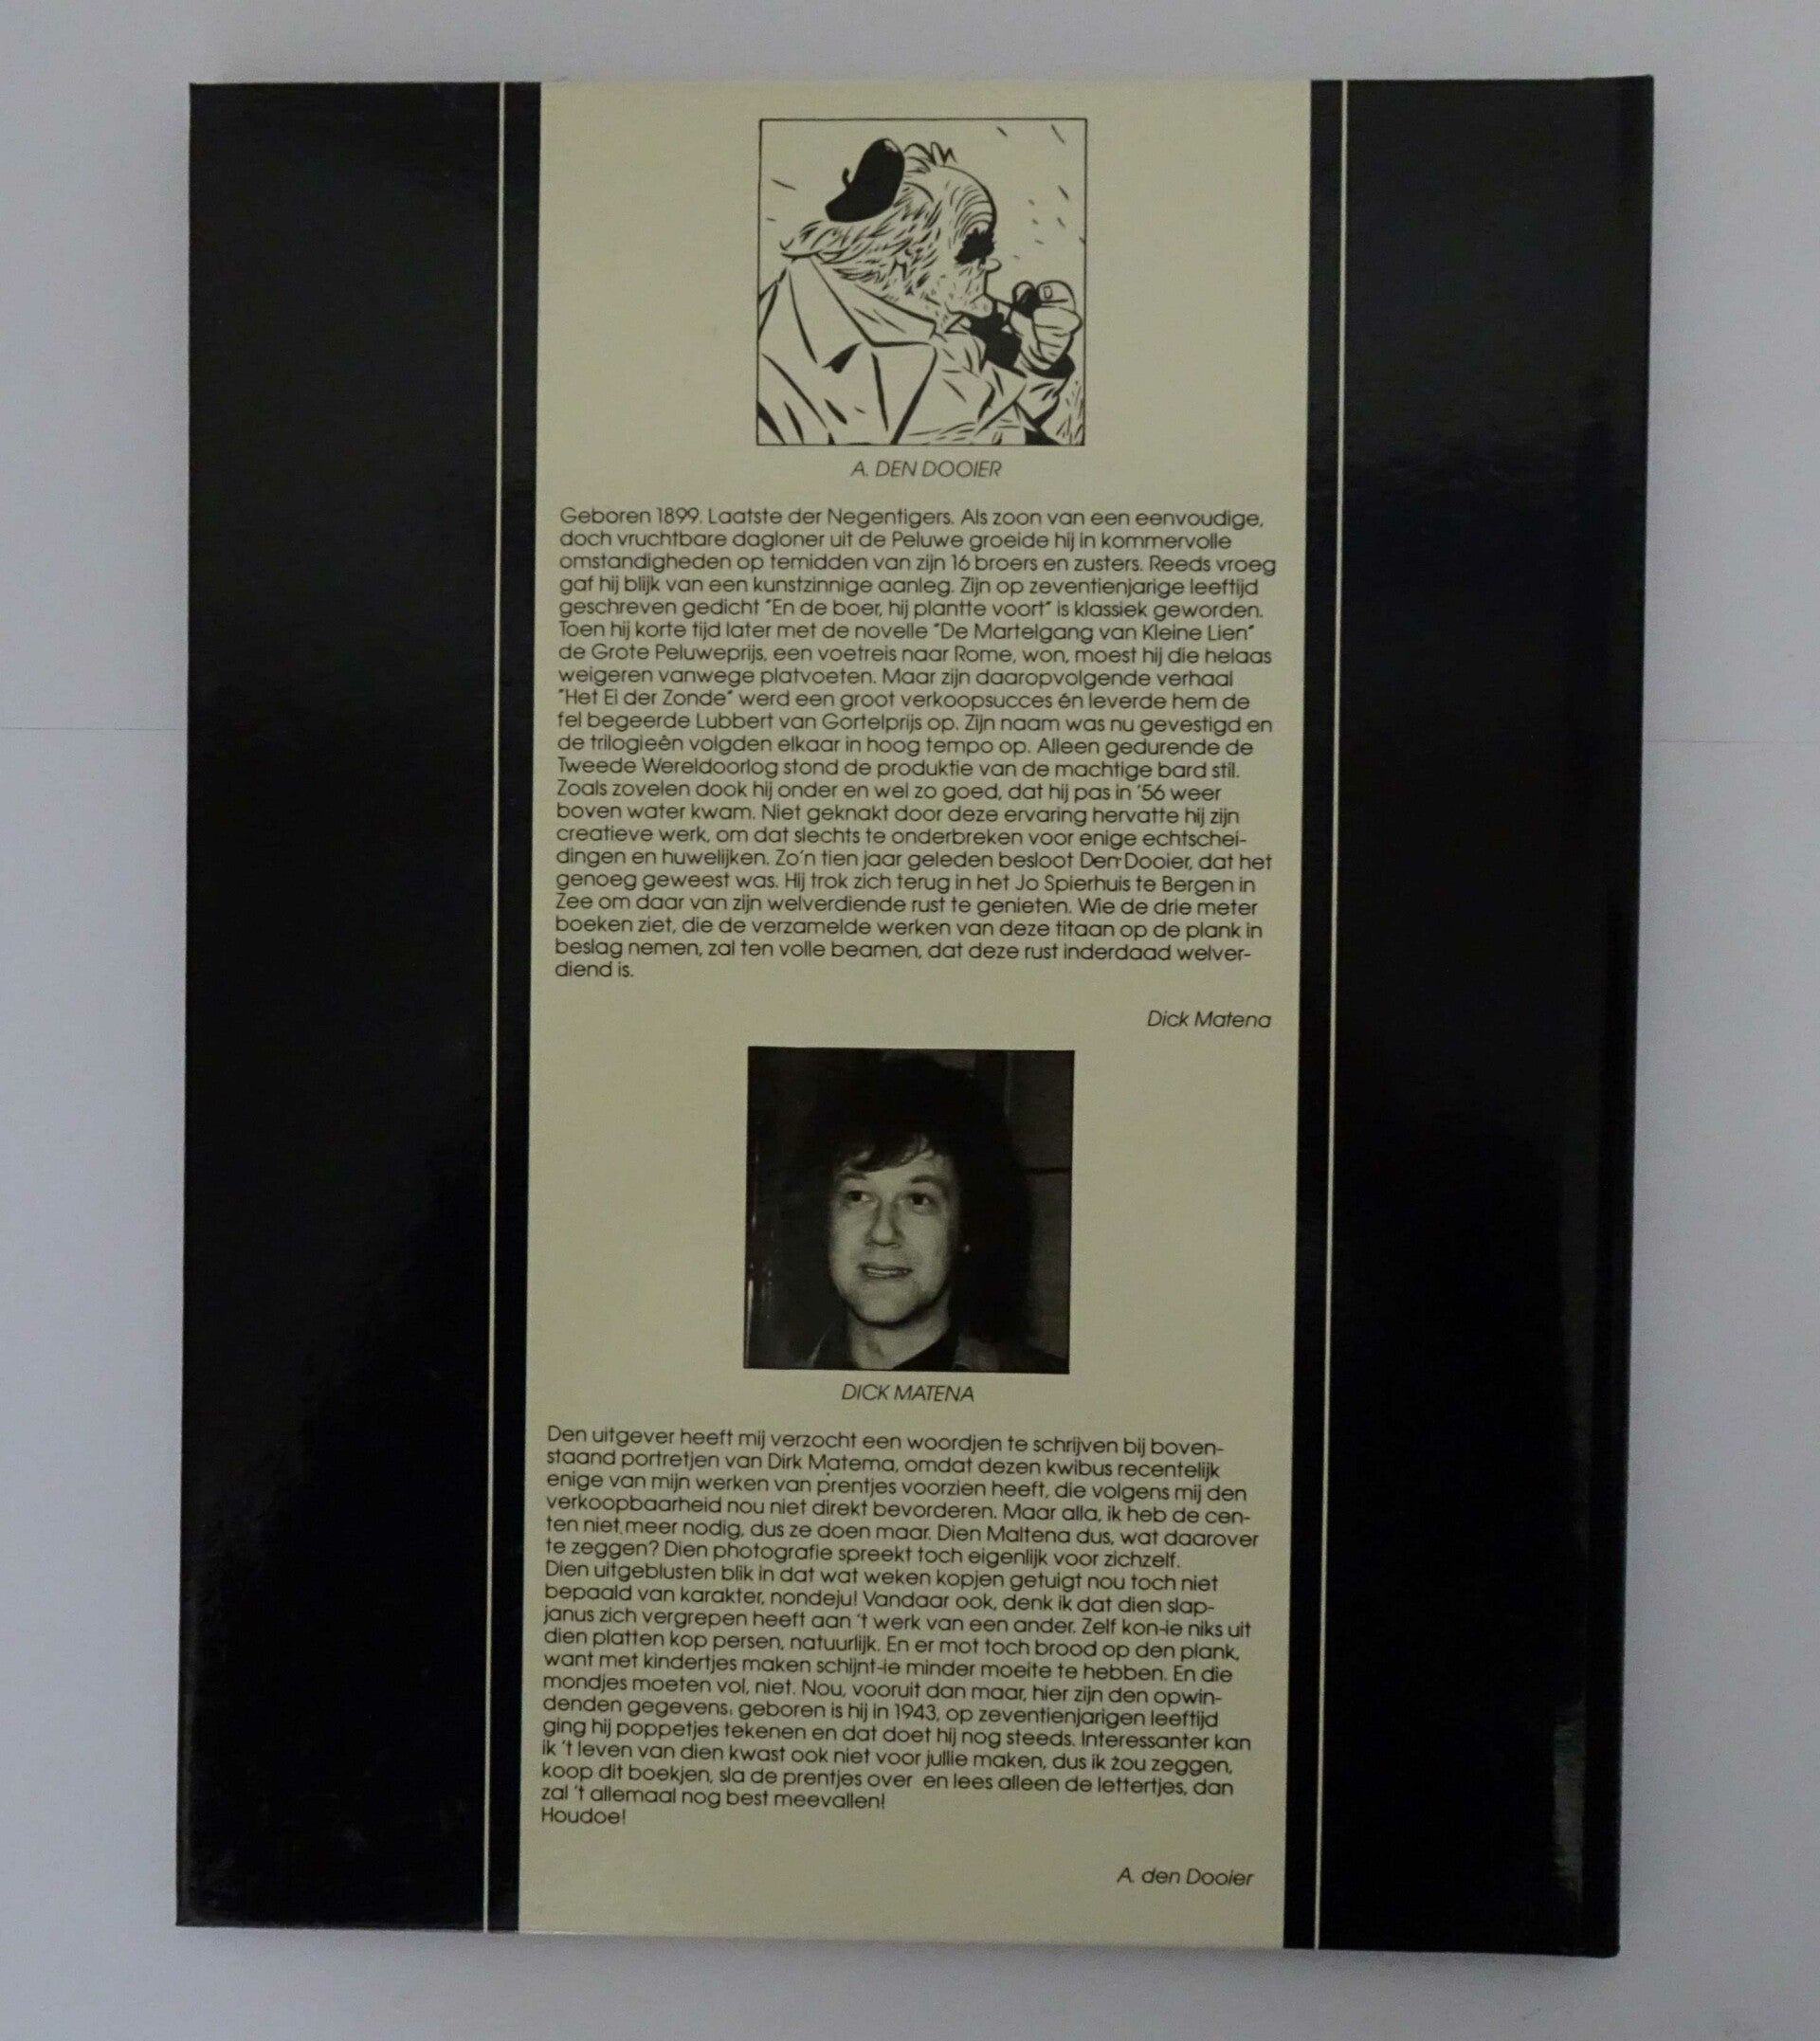 A. DEN DOOIER
Geboren 1899. Laatste der Negentigers. Als zoon van een eenvoudige,
doch vruchtbare dagloner uit de Peluwe groeide hij in kommervolle
omstandigheden op temidden van zijn 16 broers en zusters. Reeds vroeg
gaf hij blijk van een kunstzinnige aanleg. Zijn op zeventienjarige leeftijd
geschreven gedicht "En de boer, hij plantte voort" is klassiek geworden.
Toen hij korte tijd later met de novelle "De Martelgang van Kleine Lien"
de Grote Peluweprijs, een voetreis naar Rome, won, moest hij die helaas
weigeren vanwege platvoeten. Maar zijn daaropvolgende verhaal
"Het Ei der Zonde" werd een groot verkoopsucces én leverde hem de
fel begeerde Lubbert van Gortelprijs op. Zijn naam was nu gevestigd en
de trilogieën volgden elkaar in hoog tempo op. Alleen gedurende de
Tweede Wereldoorlog stond de produktie van de machtige bard stil.
Zoals zovelen dook hij onder en wel zo goed, dat hij pas in '56 weer
boven water kwam. Niet geknakt door deze ervaring hervatte hij zijn
creatieve werk, om dat slechts te onderbreken voor enige echtschei-
dingen en huwelijken. Zo'n tien jaar geleden besloot Den Dooier, dat het
genoeg geweest was. Hij trok zich terug in het Jo Spierhuis te Bergen in
Zee om daar van zijn welverdiende rust te genieten. Wie de drie meter
boeken ziet, die de verzamelde werken van deze titaan op de plank in
beslag nemen, zal ten volle beamen, dat deze rust inderdaad welver-
diend is.
Dick Matena
DICK MATENA
Den uitgever heeft mij verzocht een woordjen te schrijven bij boven-
staand portretjen van Dirk Matema, omdat dezen kwibus recentelijk
enige van mijn werken van prentjes voorzien heeft, die volgens mij den
verkoopbaarheid nou niet direkt bevorderen. Maar alla, ik heb de cen-
ten niet meer nodig, dus ze doen maar. Dien Maltena dus, wat daarover
te zeggen? Dien photografie spreekt toch eigenlijk voor zichzelf.
Dien uitgeblusten blik in dat wat weken kopjen getuigt nou toch niet
bepaald van karakter, nondeju! Vandaar ook, denk ik dat dien slap-
janus zich vergrepen heeft aan 't werk van een ander. Zelf kon-ie niks uit
dien platten kop persen, natuurlijk. En er mot toch brood op den plank,
want met kindertjes maken schijnt-ie minder moeite te hebben. En die
mondjes moeten vol, niet. Nou, vooruit dan maar, hier zijn den opwin-
denden gegevens: geboren is hij in 1943, op zeventienjarigen leeftijd
ging hij poppetjes tekenen en dat doet hij nog steeds. Interessanter kan
ik 't leven van dien kwast ook niet voor jullie maken, dus ik zou zeggen,
koop dit boekjen, sla de prentjes over en lees alleen de lettertjes, dan
zal 't allemaal nog best meevallen!
Houdoe!
A. den Dooier